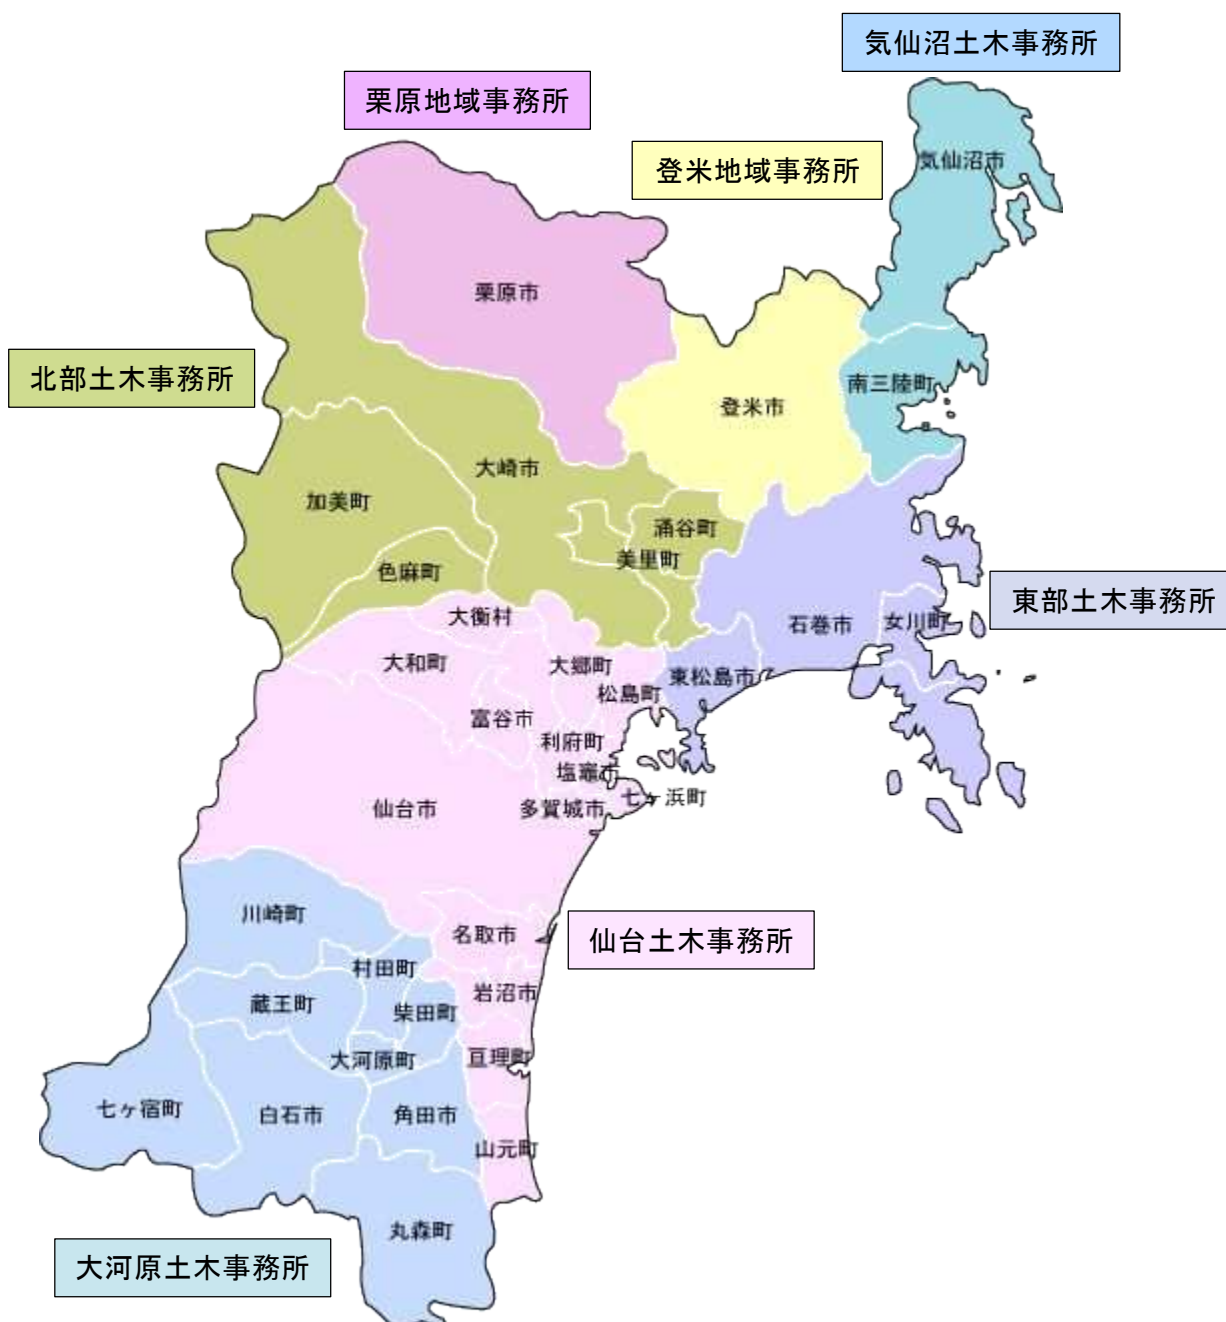 気仙沼土木事務所
栗原地域事務所
登米地域事務所
気仙沼市
栗原市
北部土木事務所
南三陸町
登米市
大崎市
加美町
涌谷町
美里町
色麻町
東部土木事務所
大衡村
石巻市
女川町
大和町
大郷町
東松島市
松島町
富谷市
利府町
塩竈市
七ヶ浜町
仙台市
多賀城市
川崎町
名取市
仙台土木事務所
村田町
岩沼市
蔵王町
柴田町
大河原町
亘理町
七ヶ宿町
白石市
角田市
山元町
丸森町
大河原土木事務所